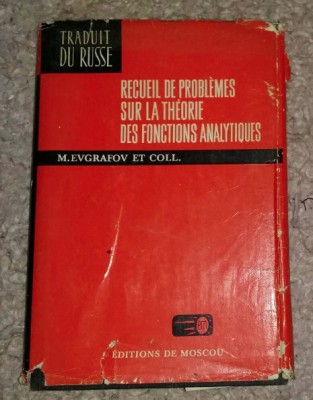 TRADUIT
DU RUSSE
RECUEIL DE PROBLÈMES
SUR LA THÉORIE
DES FONCTIONS ANALYTIQUES
M. EVGRAFOV ET COLL.
ÉDITIONS DE MOSCOU